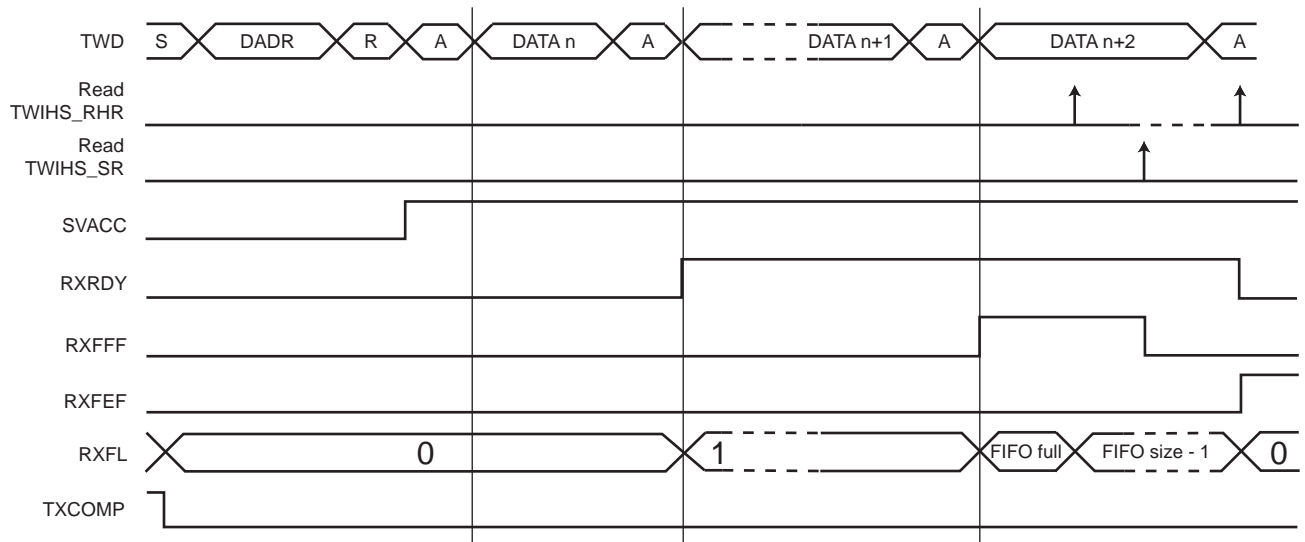 TWD S DADR R A DATA n A DATA n+1 A DATA n+2 A
Read
TWIHS_RHR
Read
TWIHS_SR
SVACC
RXRDY
RXFFF
RXFEF
RXFL 0 1 FIFO full FIFO size - 1 0
TXCOMP